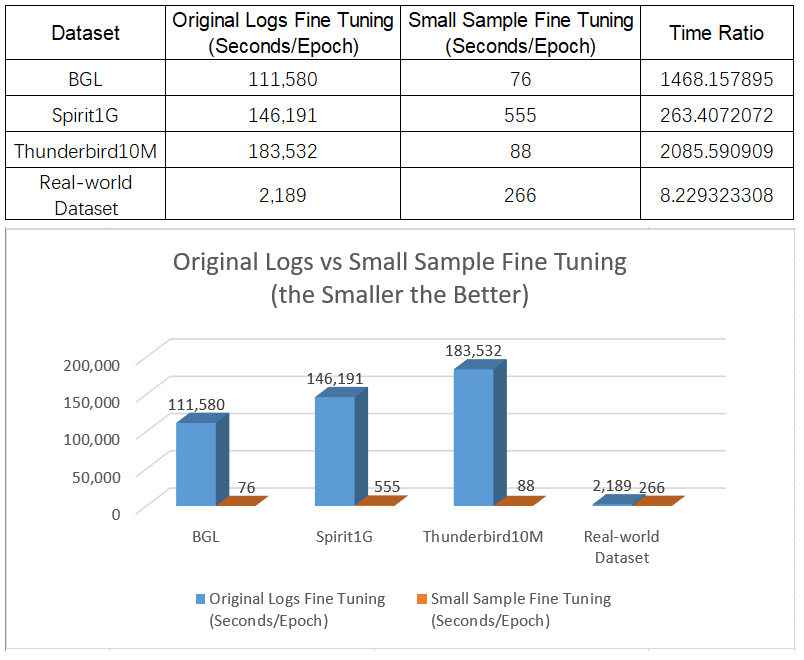 Dataset
Original Logs Fine Tuning
(Seconds/Epoch)
Small Sample Fine Tuning
(Seconds/Epoch)
Time Ratio
BGL
111,580
76
1468.157895
Spirit1G
146,191
555
263.4072072
Thunderbird10M
183,532
88
2085.590909
Real-world
Dataset
2,189
266
8.229323308
Original Logs vs Small Sample Fine Tuning
(the Smaller the Better)
200,000
150,000
100,000
50,000
0
111,580
76
146,191
555
183,532
88
2,189
266
BGL
Spirit1G
Thunderbird10M
Real-world
Dataset
Original Logs Fine Tuning
(Seconds/Epoch)
Small Sample Fine Tuning
(Seconds/Epoch)